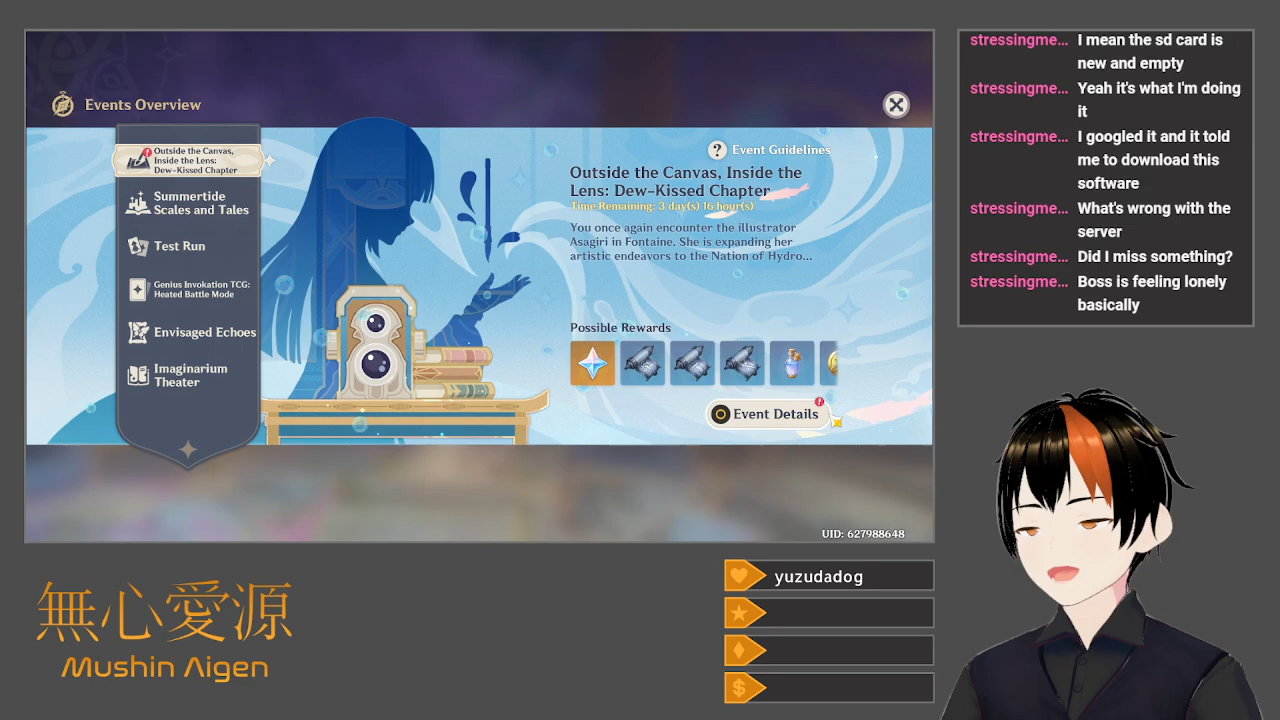 Events Overview
Outside the Canvas,
Inside the Lens:
Dew-Kissed Chapter
Summertide
Scales and Tales
Test Run
Genius Invokation TCG:
Heated Battle Mode
Envisaged Echoes
Imaginarium
Theater
Event Guidelines
Outside the Canvas, Inside the
Lens: Dew-Kissed Chapter
Time Remaining: 3 day(s) 16 hour(s)
You once again encounter the illustrator
Asagiri in Fontaine. She is expanding her
artistic endeavors to the Nation of Hydro...
Possible Rewards
Event Details
UID: 627988648
stressingme... I mean the sd card is
new and empty
stressingme... Yeah it's what I'm doing
it
stressingme... I googled it and it told
me to download this
software
stressingme... What's wrong with the
server
stressingme... Did I miss something?
stressingme... Boss is feeling lonely
basically
無心愛源
Mushin Aigen
yuzudadog